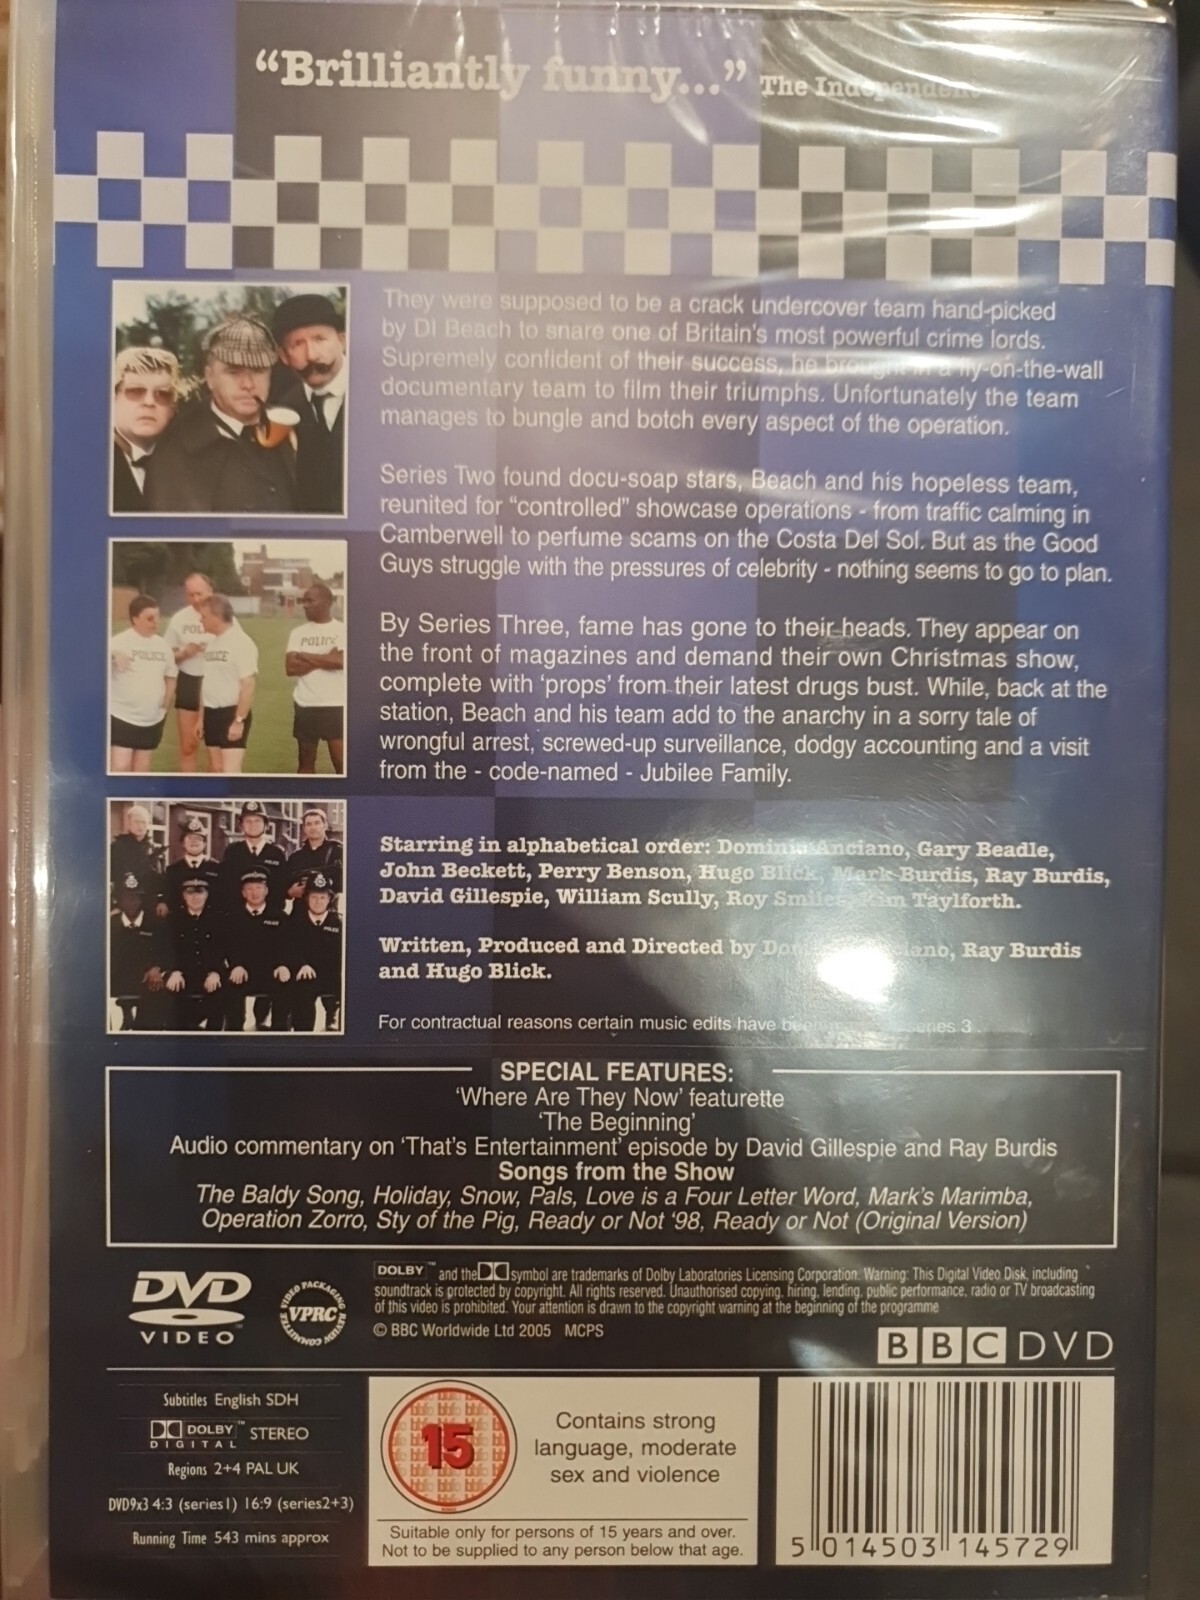 “Brilliantly funny...” The Independent
They were supposed to be a crack undercover team hand-picked
by DI Beach to snare one of Britain's most powerful crime lords.
Supremely confident of their success, he brought in a fly-on-the-wall
documentary team to film their triumphs. Unfortunately the team
manages to bungle and botch every aspect of the operation.
Series Two found docu-soap stars, Beach and his hopeless team,
reunited for “controlled” showcase operations - from traffic calming in
Camberwell to perfume scams on the Costa Del Sol. But as the Good
Guys struggle with the pressures of celebrity - nothing seems to go to plan.
By Series Three, fame has gone to their heads. They appear on
the front of magazines and demand their own Christmas show,
complete with ‘props’ from their latest drugs bust. While, back at the
station, Beach and his team add to the anarchy in a sorry tale of
wrongful arrest, screwed-up surveillance, dodgy accounting and a visit
from the - code-named - Jubilee Family.
POLICE
POLICE
POLICE
Starring in alphabetical order: Dominic Anciano, Gary Beadle,
John Beckett, Perry Benson, Hugo Blick, Mark Burdis, Ray Burdis,
David Gillespie, William Scully, Roy Smiles, Kim Taylforth.
Written, Produced and Directed by Dominic Anciano, Ray Burdis
and Hugo Blick.
For contractual reasons certain music edits have been series 3.
SPECIAL FEATURES:
‘Where Are They Now’ featurette
‘The Beginning’
Audio commentary on ‘That's Entertainment’ episode by David Gillespie and Ray Burdis
Songs from the Show
The Baldy Song, Holiday, Snow, Pals, Love is a Four Letter Word, Mark's Marimba,
Operation Zorro, Sty of the Pig, Ready or Not ‘98, Ready or Not (Original Version)
DVD
VIDEO
VIDEO PACKAGING REVIEW COMMITTEE
VPRC
DOLBY™ and the symbol are trademarks of Dolby Laboratories Licensing Corporation. Warning: This Digital Video Disk, including
soundtrack is protected by copyright. All rights reserved. Unauthorised copying, hiring, lending, public performance, radio or TV broadcasting
of this video is prohibited. Your attention is drawn to the copyright warning at the beginning of the programme
© BBC Worldwide Ltd 2005 MCPS
BBC DVD
Subtitles English SDH
DOLBY™ STEREO
DIGITAL
Regions 2+4 PAL UK
DVD9x3 4:3 (series1) 16:9 (series2+3)
Running Time 543 mins approx
15
Contains strong
language, moderate
sex and violence
Suitable only for persons of 15 years and over.
Not to be supplied to any person below that age.
5 014503 145729